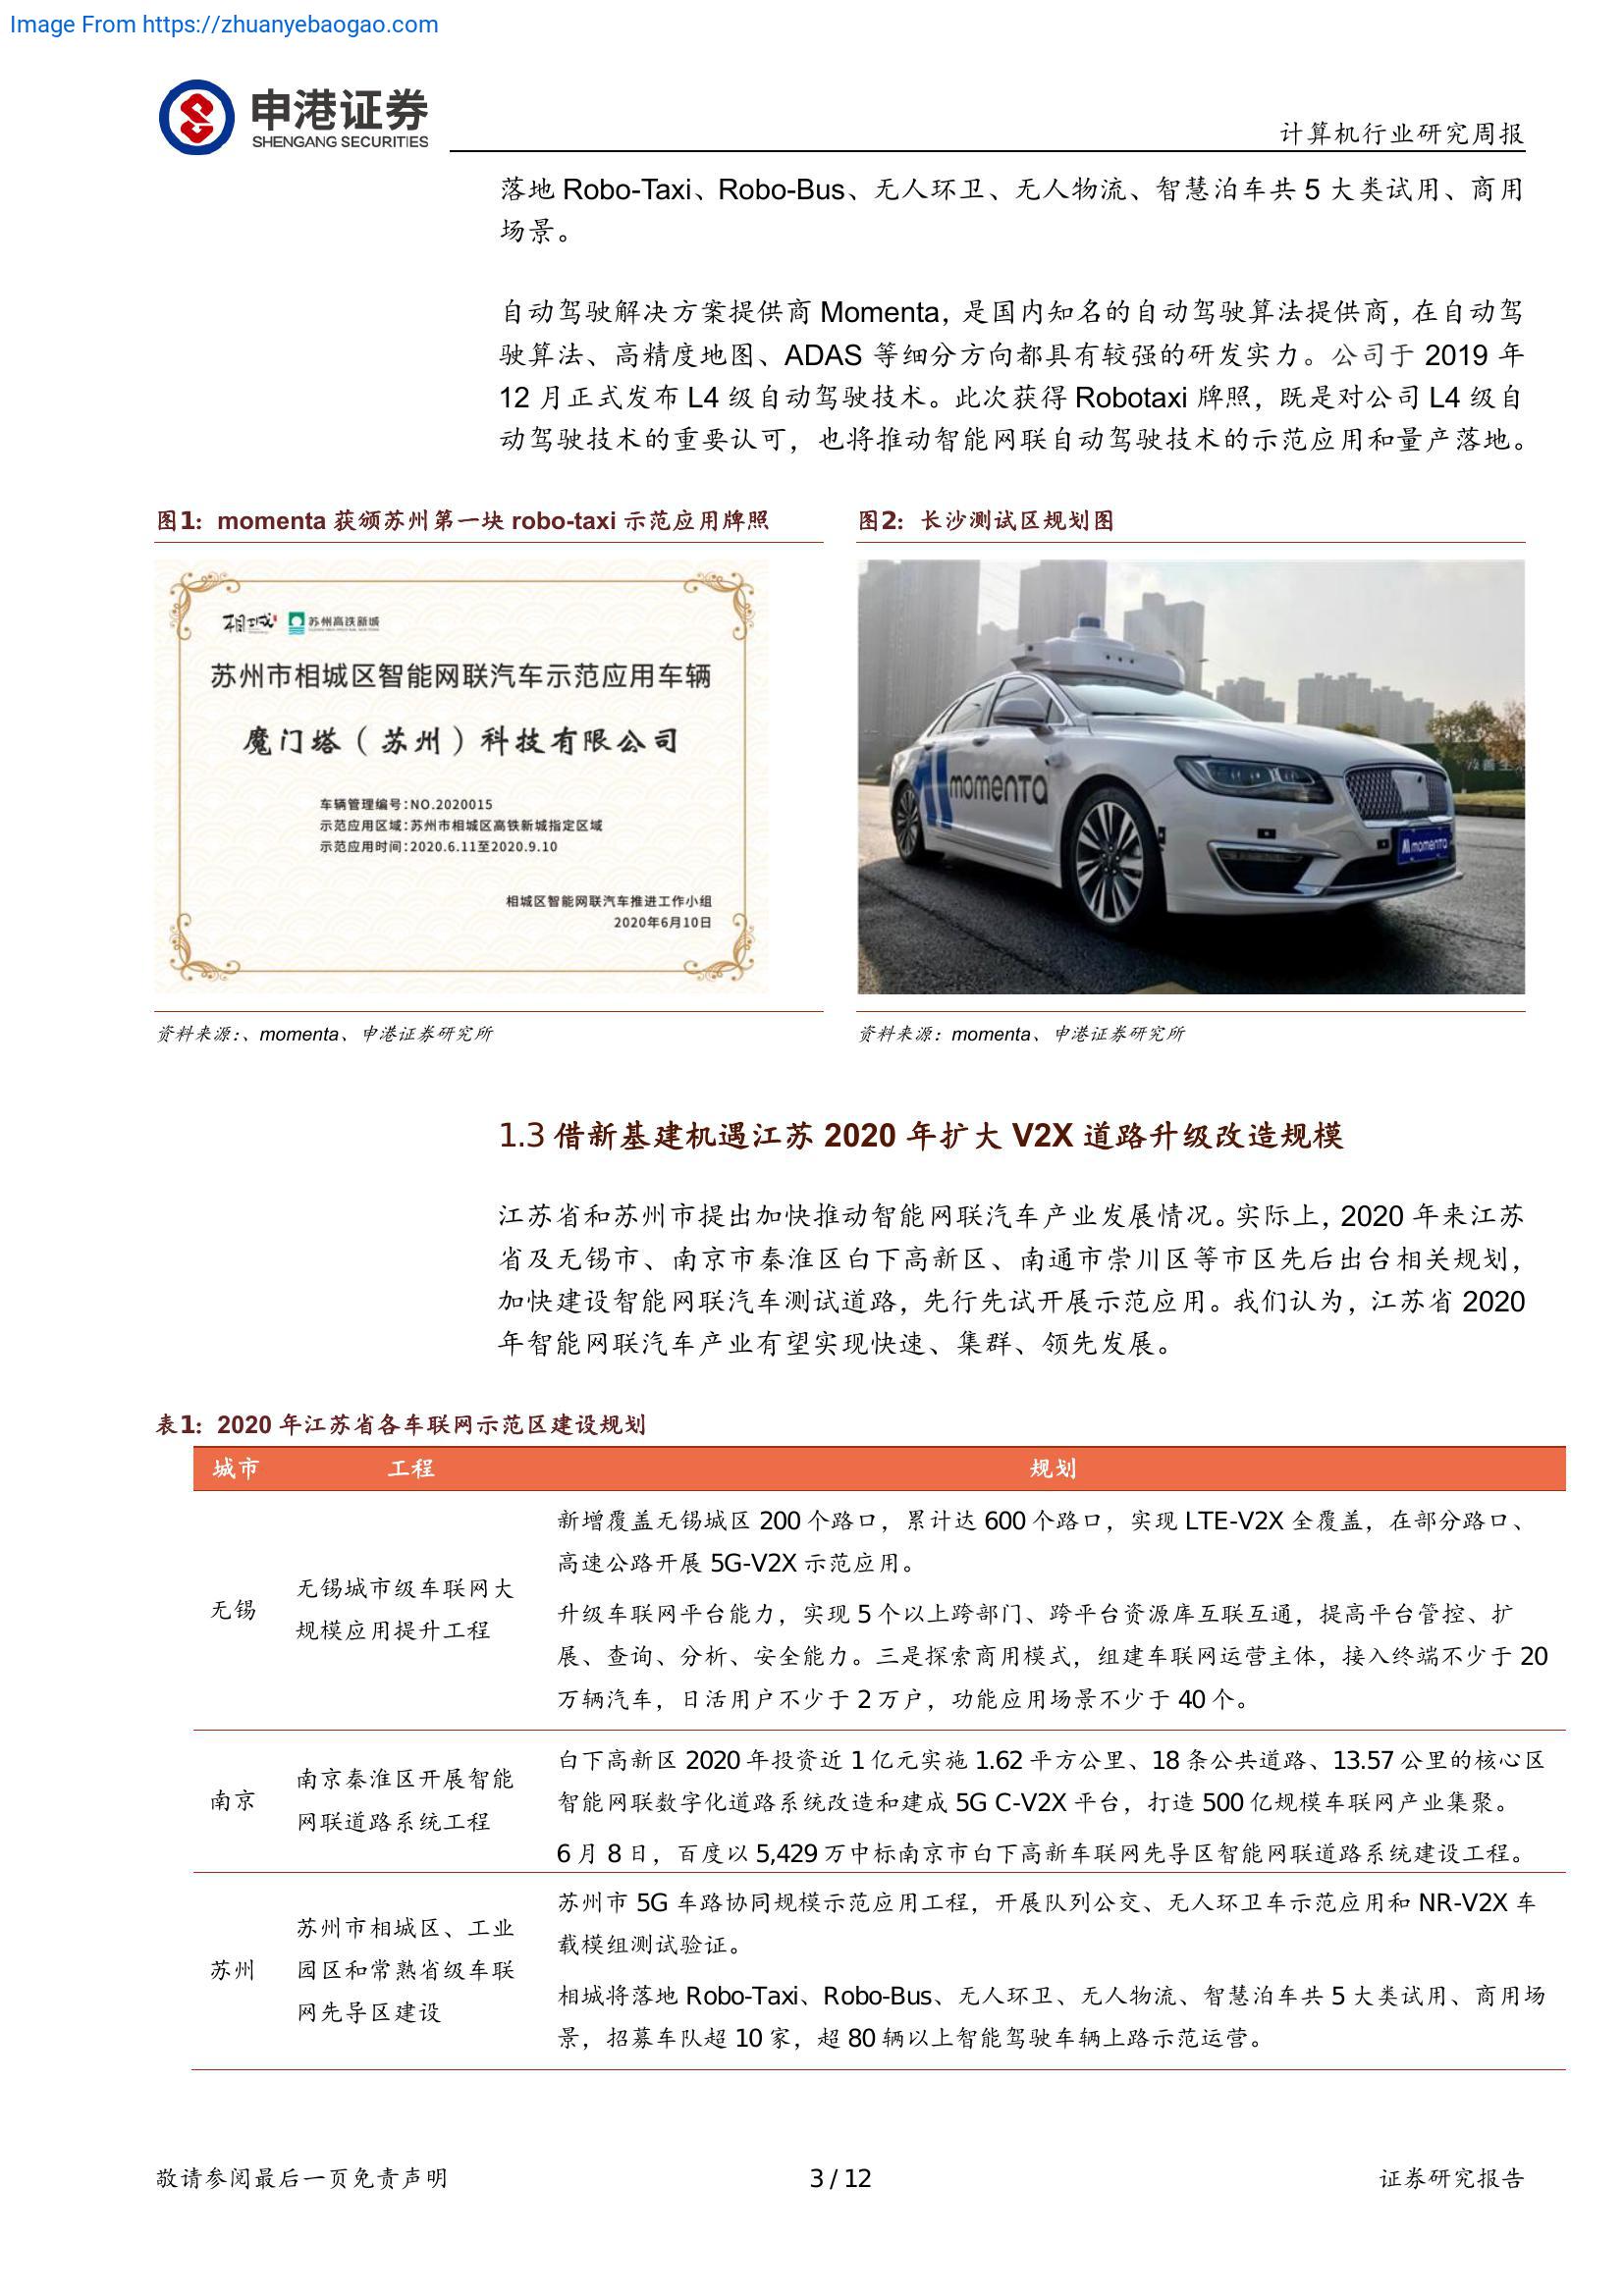 Image From https://zhuanyebaogao.com
申港证券
SHENGANG SECURITIES
计算机行业研究周报
落地 Robo-Taxi、Robo-Bus、无人环卫、无人物流、智慧泊车共 5 大类试用、商用
场景。
自动驾驶解决方案提供商 Momenta，是国内知名的自动驾驶算法提供商，在自动驾
驶算法、高精度地图、ADAS 等细分方向都具有较强的研发实力。公司于 2019 年
12 月正式发布 L4 级自动驾驶技术。此次获得 Robotaxi 牌照，既是对公司 L4 级自
动驾驶技术的重要认可，也将推动智能网联自动驾驶技术的示范应用和量产落地。
图1：momenta 获颁苏州第一块 robo-taxi 示范应用牌照
相城
苏州高铁新城
苏州市相城区智能网联汽车示范应用车辆
魔门塔（苏州）科技有限公司
车辆管理编号:NO.2020015
示范应用区域:苏州市相城区高铁新城指定区域
示范应用时间:2020.6.11至2020.9.10
相城区智能网联汽车推进工作小组
2020年6月10日
资料来源:、momenta、申港证券研究所
图2：长沙测试区规划图
momenta
momenta
资料来源：momenta、申港证券研究所
1.3 借新基建机遇江苏 2020 年扩大 V2X 道路升级改造规模
江苏省和苏州市提出加快推动智能网联汽车产业发展情况。实际上，2020 年来江苏
省及无锡市、南京市秦淮区白下高新区、南通市崇川区等市区先后出台相关规划，
加快建设智能网联汽车测试道路，先行先试开展示范应用。我们认为，江苏省 2020
年智能网联汽车产业有望实现快速、集群、领先发展。
表1：2020 年江苏省各车联网示范区建设规划
城市 工程 规划
无锡
无锡城市级车联网大
规模应用提升工程
新增覆盖无锡城区 200 个路口，累计达 600 个路口，实现 LTE-V2X 全覆盖，在部分路口、
高速公路开展 5G-V2X 示范应用。
升级车联网平台能力，实现 5 个以上跨部门、跨平台资源库互联互通，提高平台管控、扩
展、查询、分析、安全能力。三是探索商用模式，组建车联网运营主体，接入终端不少于 20
万辆汽车，日活用户不少于 2 万户，功能应用场景不少于 40 个。
南京
南京秦淮区开展智能
网联道路系统工程
白下高新区 2020 年投资近 1 亿元实施 1.62 平方公里、18 条公共道路、13.57 公里的核心区
智能网联数字化道路系统改造和建成 5G C-V2X 平台，打造 500 亿规模车联网产业集聚。
6 月 8 日，百度以 5,429 万中标南京市白下高新车联网先导区智能网联道路系统建设工程。
苏州
苏州市相城区、工业
园区和常熟省级车联
网先导区建设
苏州市 5G 车路协同规模示范应用工程，开展队列公交、无人环卫车示范应用和 NR-V2X 车
载模组测试验证。
相城将落地 Robo-Taxi、Robo-Bus、无人环卫、无人物流、智慧泊车共 5 大类试用、商用场
景，招募车队超 10 家，超 80 辆以上智能驾驶车辆上路示范运营。
敬请参阅最后一页免责声明
3 / 12
证券研究报告